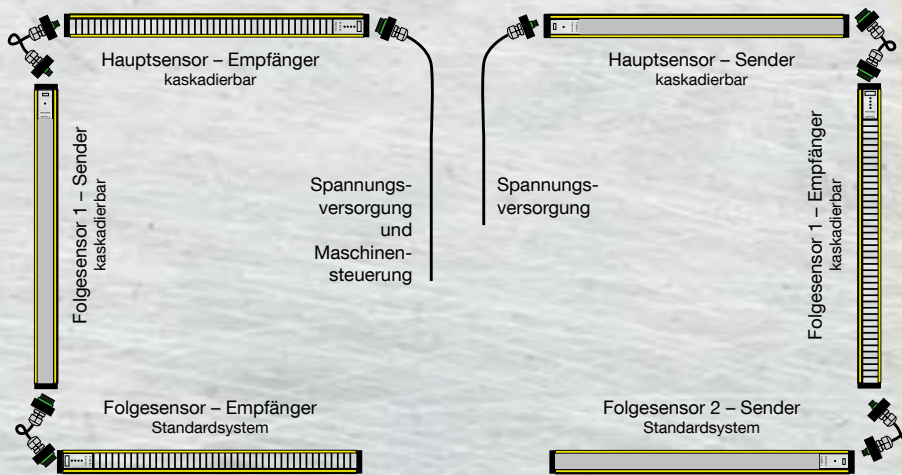 Hauptsensor – Empfänger
kaskadierbar
Hauptsensor – Sender
kaskadierbar
Folgesensor 1 – Sender
kaskadierbar
Spannungs-
versorgung
und
Maschinen-
steuerung
Spannungs-
versorgung
Folgesensor 1 – Empfänger
kaskadierbar
Folgesensor – Empfänger
Standardsystem
Folgesensor 2 – Sender
Standardsystem